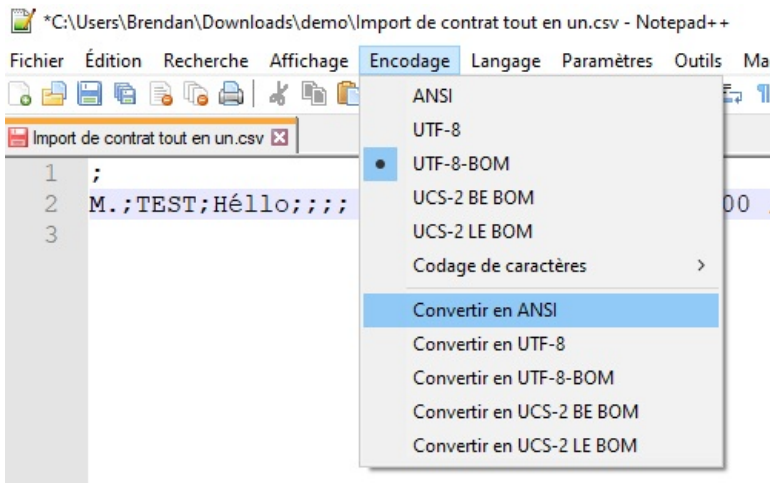 *C:\Users\Brendan\Downloads\demo\Import de contrat tout en un.csv - Notepad++
Fichier Édition Recherche Affichage Encodage Langage Paramètres Outils Ma
Import de contrat tout en un.csv
ANSI
UTF-8
UTF-8-BOM
UCS-2 BE BOM
UCS-2 LE BOM
Codage de caractères
Convertir en ANSI
Convertir en UTF-8
Convertir en UTF-8-BOM
Convertir en UCS-2 BE BOM
Convertir en UCS-2 LE BOM
1 ;
2 M.;TEST;Héllo;;;; 00
3